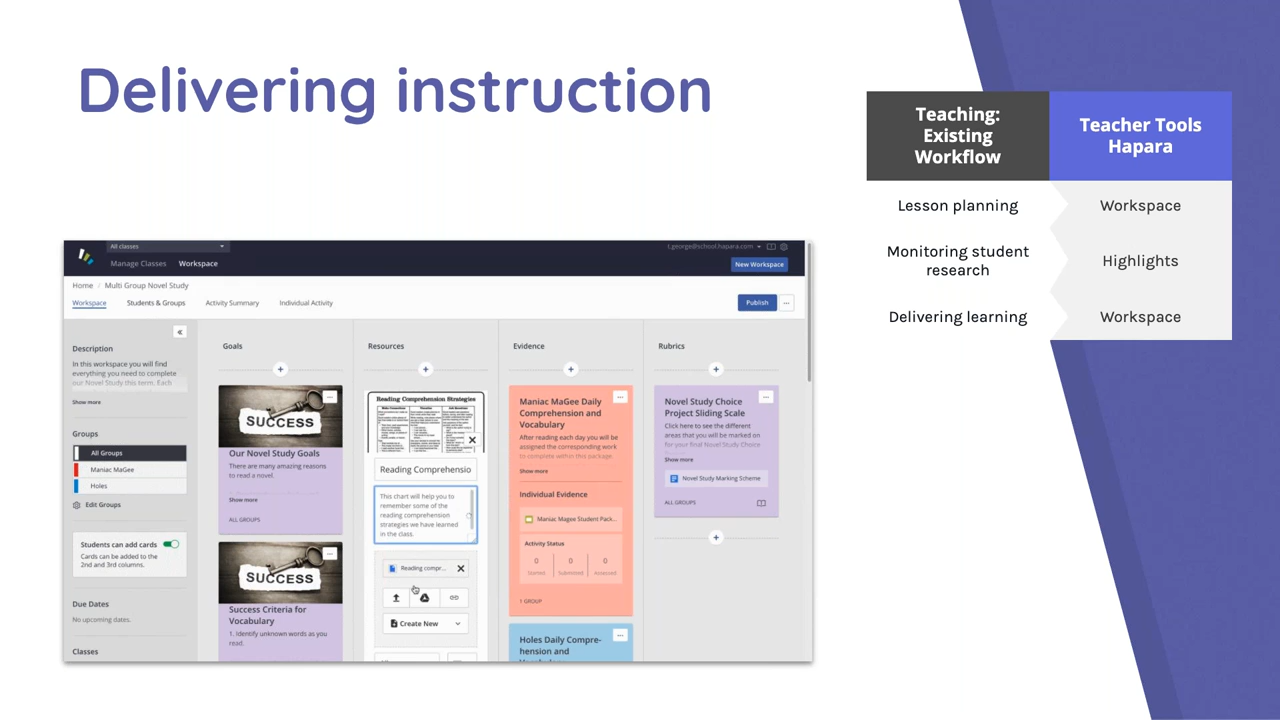 Delivering instruction
Teaching:
Existing
Workflow
Teacher Tools
Hapara
Lesson planning
Workspace
Monitoring student
research
Highlights
Delivering learning
Workspace
All classes
t.george@school.hapara.com
Manage Classes
Workspace
New Workspace
Home / Multi Group Novel Study
Workspace
Students & Groups
Activity Summary
Individual Activity
Publish
Description
In this workspace you will find
everything you need to complete
our Novel Study this term. Each
Show more
Groups
All Groups
Maniac MaGee
Holes
Edit Groups
Students can add cards
Cards can be added to the
2nd and 3rd columns.
Due Dates
No upcoming dates.
Classes
Goals
SUCCESS
Our Novel Study Goals
There are many amazing reasons
to read a novel.
Show more
ALL GROUPS
SUCCESS
Success Criteria for
Vocabulary
1. Identify unknown words as you
read.
Resources
Reading Comprehension Strategies
Reading Comprehensio
This chart will help you to
remember some of the
reading comprehension
strategies we have learned
in the class.
Reading compr...
Create New
Evidence
Maniac MaGee Daily
Comprehension and
Vocabulary
After reading each day you will be
assigned the corresponding work
to complete within this package.
Show more
Individual Evidence
Maniac Magee Student Pack...
Activity Status
0 0 0
Started Submitted Assessed
1 GROUP
Holes Daily Compre-
hension and
Rubrics
Novel Study Choice
Project Sliding Scale
Click here to see the different
areas that you will be marked on
for your final Novel Study Choice
Show more
Novel Study Marking Scheme
ALL GROUPS